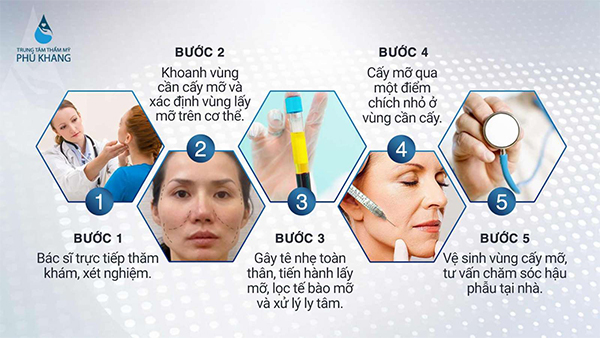 TRUNG TÂM THẨM MỸ
PHÚ KHANG
BƯỚC 2
Khoanh vùng
cần cấy mỡ và
xác định vùng lấy
mỡ trên cơ thể.
BƯỚC 4
Cấy mỡ qua
một điểm
chích nhỏ ở
vùng cần cấy.
1
2
3
4
5
BƯỚC 1
Bác sĩ trực tiếp thăm
khám, xét nghiệm.
BƯỚC 3
Gây tê nhẹ toàn
thân, tiến hành lấy
mỡ, lọc tế bào mỡ
và xử lý ly tâm.
BƯỚC 5
Vệ sinh vùng cấy mỡ,
tư vấn chăm sóc hậu
phẫu tại nhà.